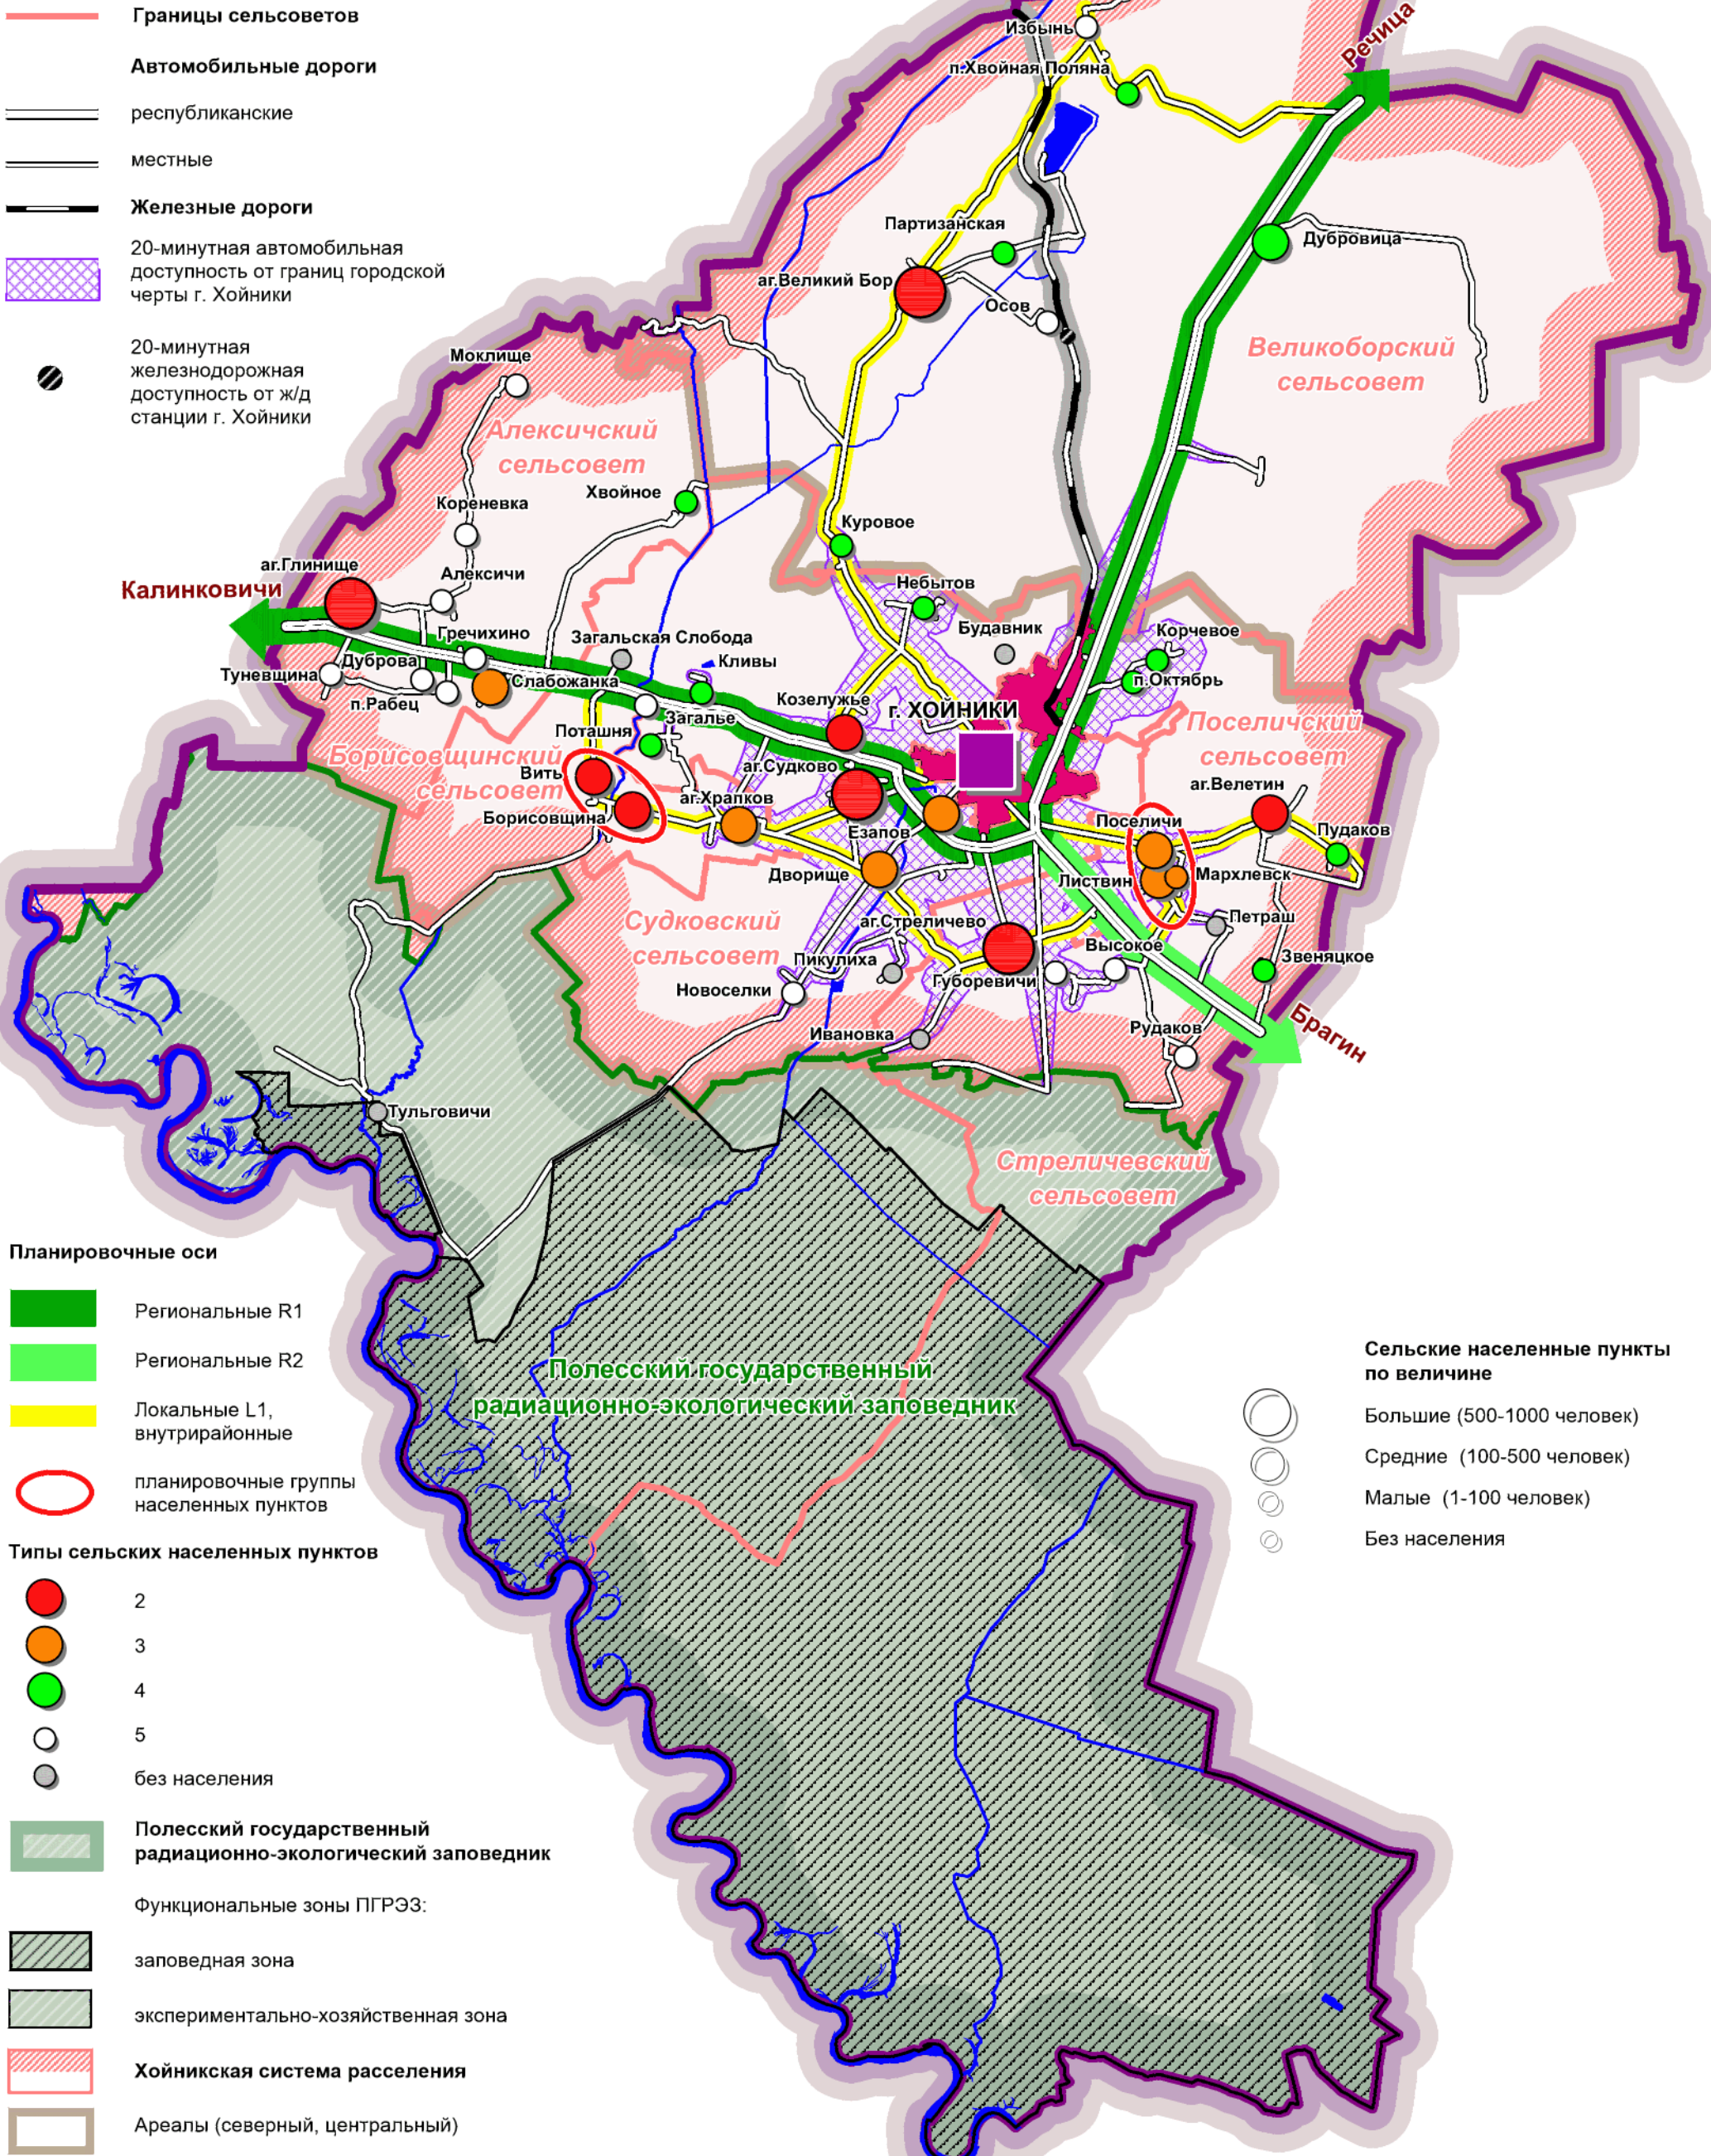 Границы сельсоветов
Автомобильные дороги
республиканские
местные
Железные дороги
20-минутная автомобильная
доступность от границ городской
черты г. Хойники
20-минутная
железнодорожная
доступность от ж/д
станции г. Хойники
Избынь
п.Хвойная Поляна
Речица
Партизанская
Дубровица
аг.Великий Бор
Осов
Великоборский
сельсовет
Моклище
Алексичский
сельсовет
Хвойное
Кореневка
Куровое
аг.Глинище
Калинковичи
Алексичи
Небытов
Гречихино
Загальская Слобода
Будавник
Корчевое
Дуброва
Кливы
Туневщина
Слабожанка
п.Октябрь
п.Рабец
Козелужье
г. ХОЙНИКИ
Загалье
Поташня
Поселичский
сельсовет
Борисовщинский
сельсовет
Вить
аг.Судково
аг.Велетин
аг.Храпков
Борисовщина
Езапов
Поселичи
Пудаков
Дворище
Листвин
Мархлевск
Судковский
сельсовет
аг.Стреличево
Петраш
Высокое
Пикулиха
Звеняцкое
Новоселки
Губоревичи
Ивановка
Рудаков
Брагин
Тульговичи
Стреличевский
сельсовет
Полесский государственный
радиационно-экологический заповедник
Планировочные оси
Региональные R1
Региональные R2
Локальные L1,
внутрирайонные
планировочные группы
населенных пунктов
Типы сельских населенных пунктов
2
3
4
5
без населения
Полесский государственный
радиационно-экологический заповедник
Функциональные зоны ПГРЭЗ:
заповедная зона
экспериментально-хозяйственная зона
Хойникская система расселения
Ареалы (северный, центральный)
Сельские населенные пункты
по величине
Большие (500-1000 человек)
Средние (100-500 человек)
Малые (1-100 человек)
Без населения